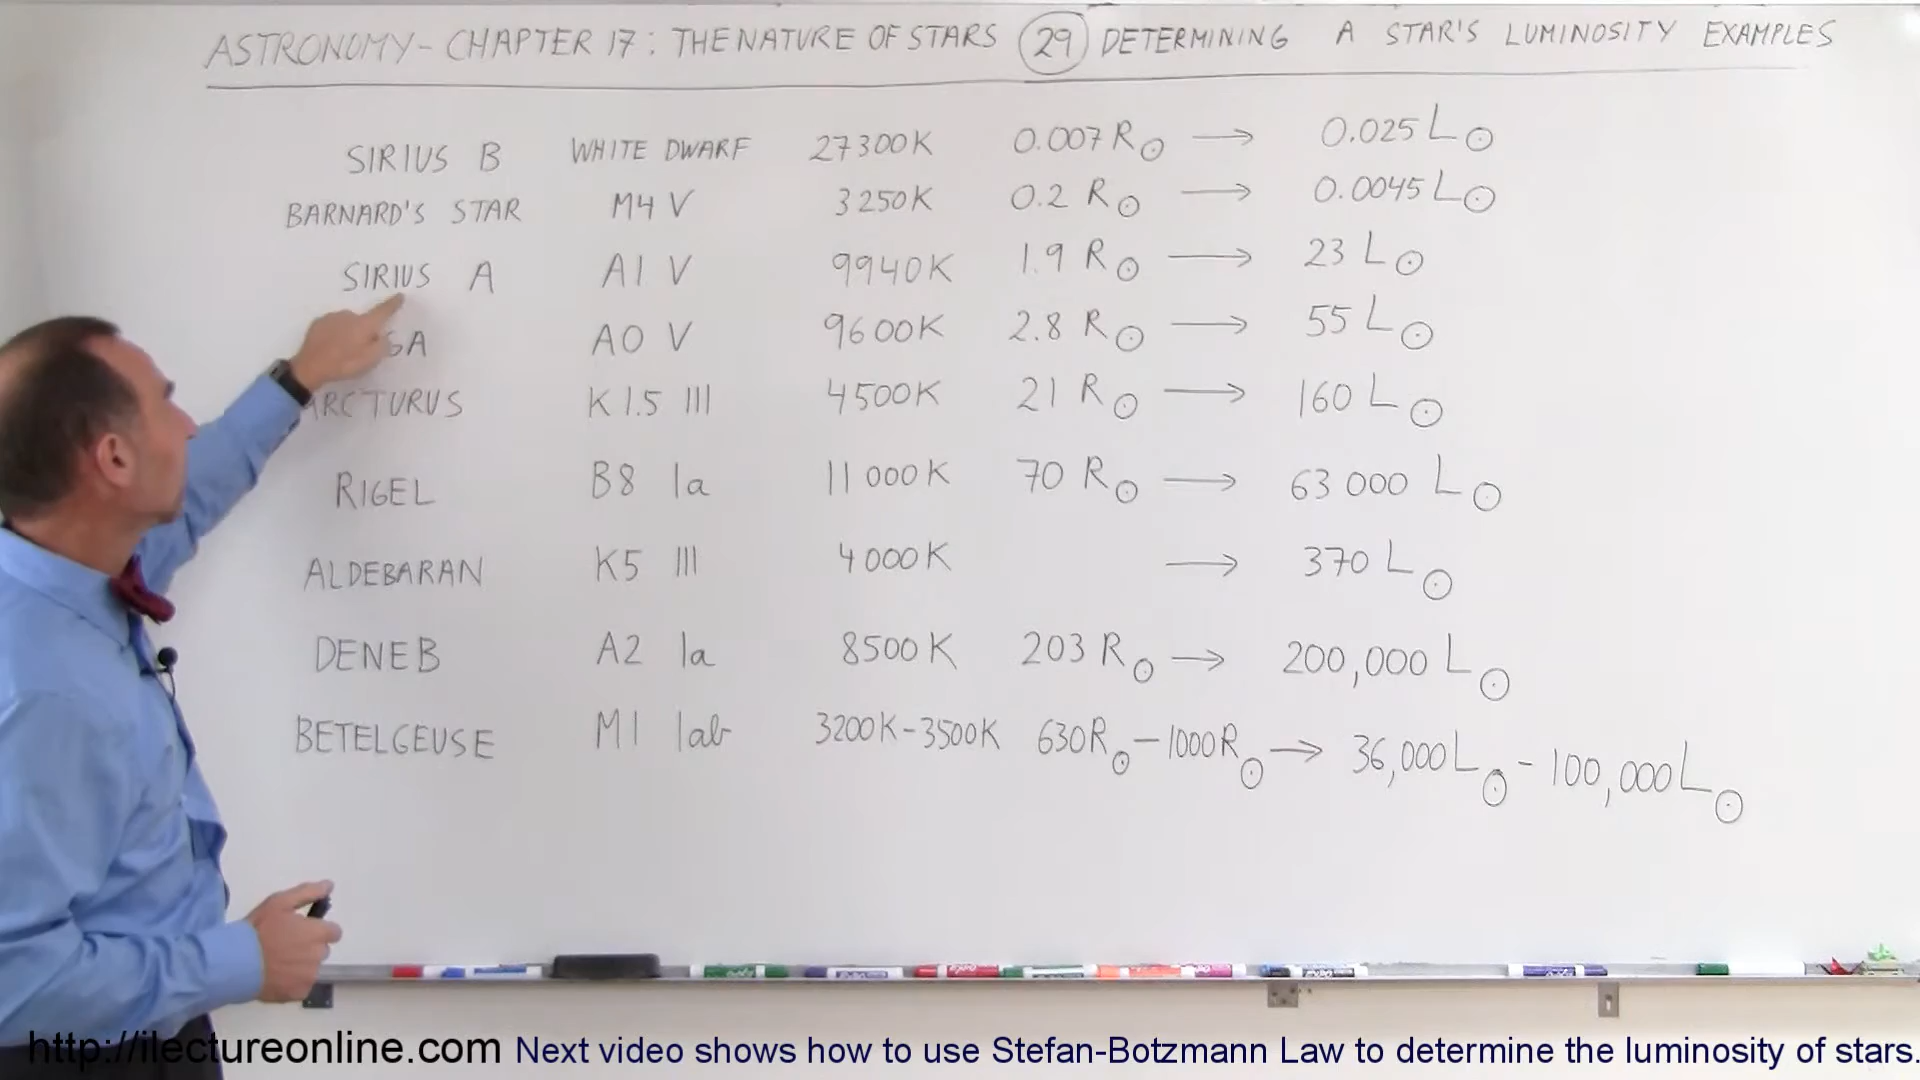 ASTRONOMY - CHAPTER 17: THE NATURE OF STARS 29 DETERMINING A STAR'S LUMINOSITY EXAMPLES
SIRIUS B WHITE DWARF 27300K 0.007 R☉ → 0.025 L☉
BARNARD'S STAR M4 V 3250K 0.2 R☉ → 0.0045 L☉
SIRIUS A A1 V 9940K 1.9 R☉ → 23 L☉
GA A0 V 9600K 2.8 R☉ → 55 L☉
ARCTURUS K1.5 III 4500K 21 R☉ → 160 L☉
RIGEL B8 Ia 11 000K 70 R☉ → 63 000 L☉
ALDEBARAN K5 III 4000K → 370 L☉
DENEB A2 Ia 8500K 203 R☉ → 200,000 L☉
BETELGEUSE M1 Iab 3200K-3500K 630R☉-1000R☉ → 36,000L☉ - 100,000L☉
http://ilectureonline.com Next video shows how to use Stefan-Botzmann Law to determine the luminosity of stars.